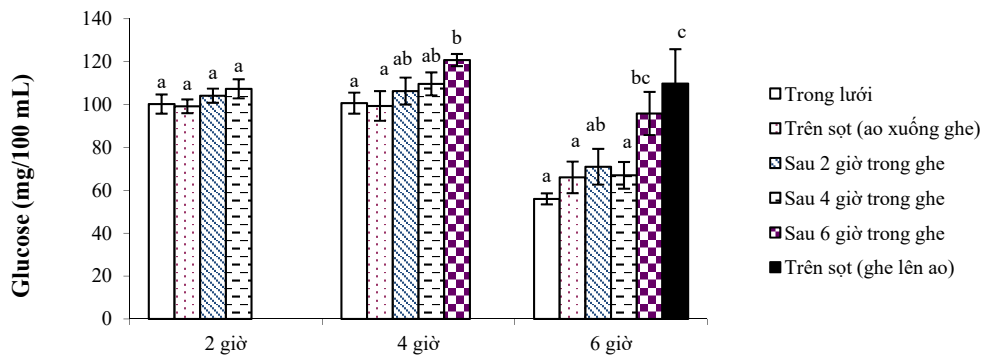 140
120
100
80
60
40
20
0
Glucose (mg/100 mL)
a a a a
a a ab ab b
a a ab a bc c
2 giờ 4 giờ 6 giờ
Trong lưới
Trên sọt (ao xuống ghe)
Sau 2 giờ trong ghe
Sau 4 giờ trong ghe
Sau 6 giờ trong ghe
Trên sọt (ghe lên ao)